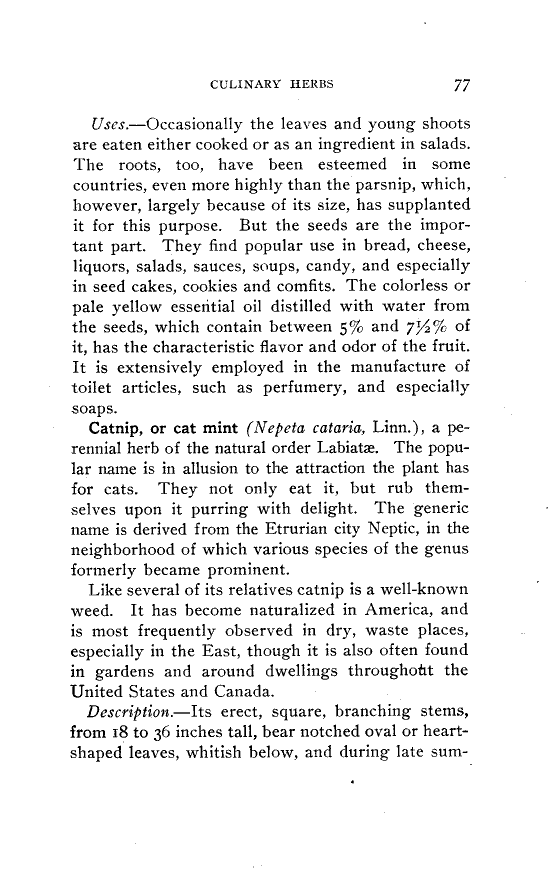 CULINARY HERBS 77
Uses.—Occasionally the leaves and young shoots
are eaten either cooked or as an ingredient in salads.
The roots, too, have been esteemed in some
countries, even more highly than the parsnip, which,
however, largely because of its size, has supplanted
it for this purpose. But the seeds are the impor-
tant part. They find popular use in bread, cheese,
liquors, salads, sauces, soups, candy, and especially
in seed cakes, cookies and comfits. The colorless or
pale yellow essential oil distilled with water from
the seeds, which contain between 5% and 7½% of
it, has the characteristic flavor and odor of the fruit.
It is extensively employed in the manufacture of
toilet articles, such as perfumery, and especially
soaps.
Catnip, or cat mint (Nepeta cataria, Linn.), a pe-
rennial herb of the natural order Labiatæ. The popu-
lar name is in allusion to the attraction the plant has
for cats. They not only eat it, but rub them-
selves upon it purring with delight. The generic
name is derived from the Etrurian city Neptic, in the
neighborhood of which various species of the genus
formerly became prominent.
Like several of its relatives catnip is a well-known
weed. It has become naturalized in America, and
is most frequently observed in dry, waste places,
especially in the East, though it is also often found
in gardens and around dwellings throughout the
United States and Canada.
Description.—Its erect, square, branching stems,
from 18 to 36 inches tall, bear notched oval or heart-
shaped leaves, whitish below, and during late sum-